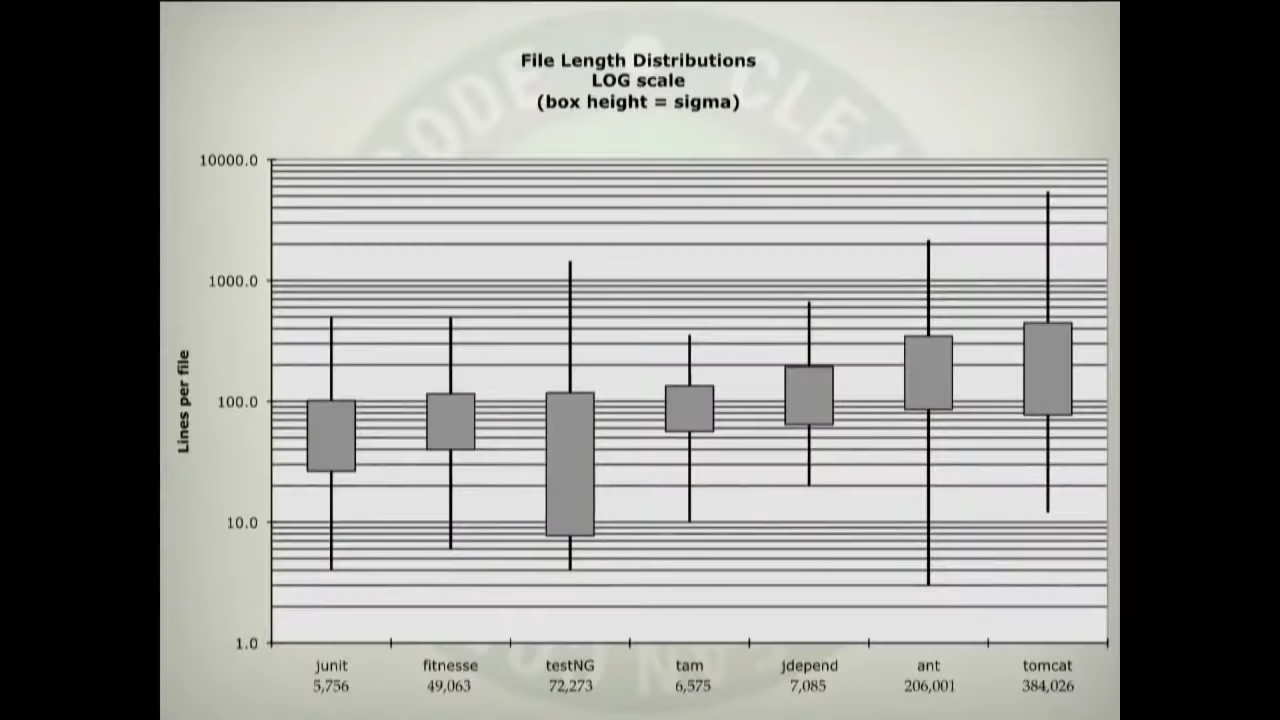 File Length Distributions
LOG scale
(box height = sigma)
CODE CLEA
10000.0
1000.0
100.0
10.0
1.0
Lines per file
junit fitnesse testNG tam jdepend ant tomcat
5,756 49,063 72,273 6,575 7,085 206,001 384,026